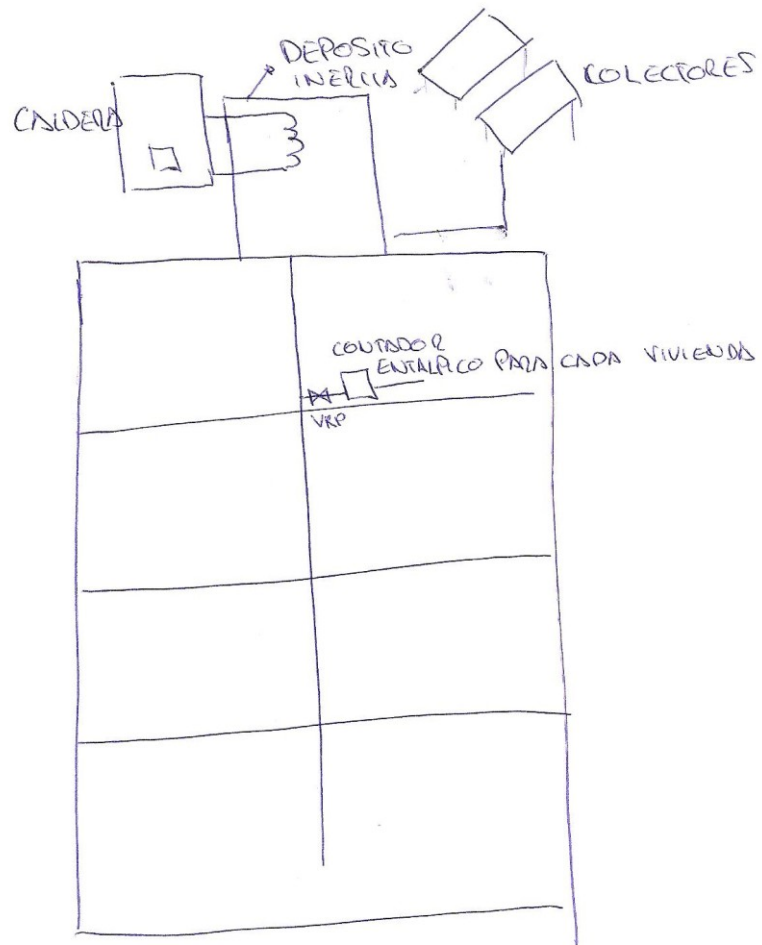 DEPOSITO
INERCIA
COLECTORES
CALDERA
CONTADOR
ENTALPICO PARA CADA VIVIENDA
VRP